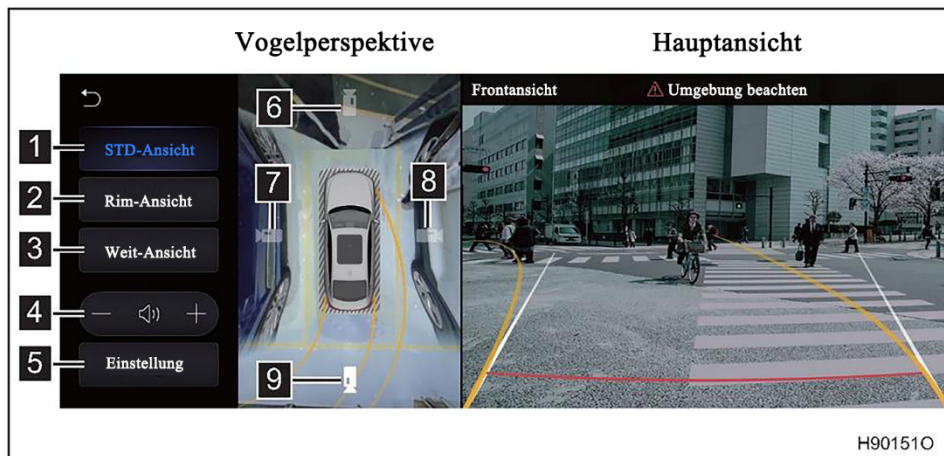 Vogelperspektive
Hauptansicht
Frontansicht
Umgebung beachten
1
STD-Ansicht
2
Rim-Ansicht
3
Weit-Ansicht
4
5
Einstellung
6
7
8
9
H90151O